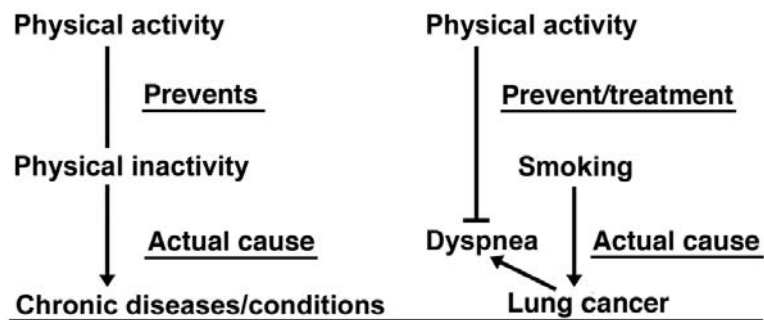 Physical activity
Prevents
Physical inactivity
Actual cause
Chronic diseases/conditions
Physical activity
Prevent/treatment
Smoking
Dyspnea
Actual cause
Lung cancer